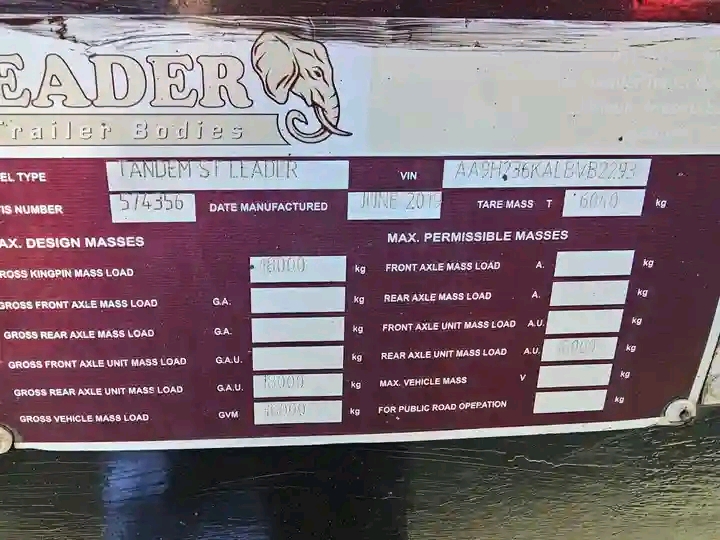 EADER
Trailer Bodies
EL TYPE TANDEM ST LEADER VIN AA9H236KALBVB2293
IS NUMBER 574356 DATE MANUFACTURED JUNE 2019 TARE MASS T 6040 kg
AX. DESIGN MASSES
ROSS KINGPIN MASS LOAD 18000 kg
GROSS FRONT AXLE MASS LOAD G.A. kg
GROSS REAR AXLE MASS LOAD G.A. kg
GROSS FRONT AXLE UNIT MASS LOAD G.A.U. kg
GROSS REAR AXLE UNIT MASS LOAD G.A.U. kg
GROSS VEHICLE MASS LOAD GVM kg
MAX. PERMISSIBLE MASSES
FRONT AXLE MASS LOAD A. kg
REAR AXLE MASS LOAD A. kg
FRONT AXLE UNIT MASS LOAD A.U. kg
REAR AXLE UNIT MASS LOAD A.U. kg
MAX. VEHICLE MASS V kg
FOR PUBLIC ROAD OPERATION kg